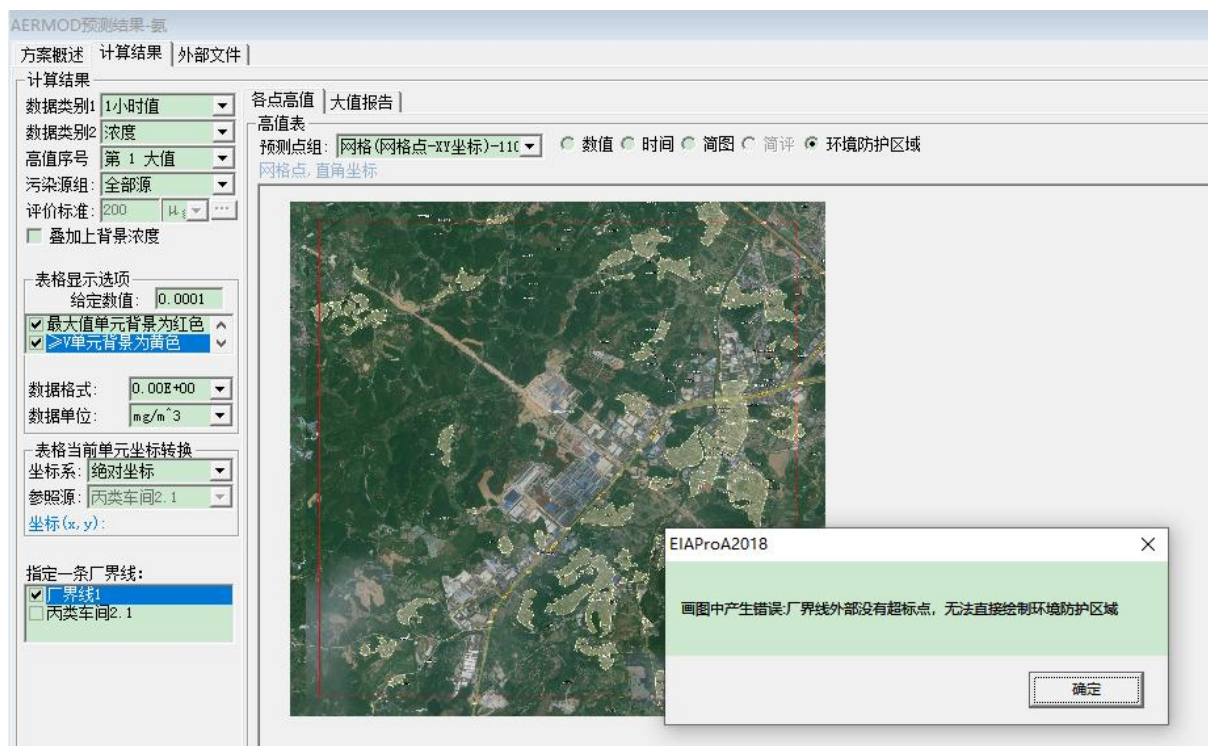 AERMOD预测结果-氨
方案概述 计算结果 外部文件
计算结果
数据类别1 1小时值
数据类别2 浓度
高值序号 第 1 大值
污染源组: 全部源
评价标准: 200
叠加上背景浓度
表格显示选项
给定数值: 0.0001
最大值单元背景为红色
≥V单元背景为黄色
数据格式: 0.00E+00
数据单位: mg/m^3
表格当前单元坐标转换
坐标系: 绝对坐标
参照源: 丙类车间2.1
坐标(x,y):
指定一条厂界线:
厂界线1
丙类车间2.1
各点高值 大值报告
高值表
预测点组: 网格(网格点-XY坐标)-110 数值 时间 简图 简评 环境防护区域
网格点,直角坐标
EIAProA2018
画图中产生错误:厂界线外部没有超标点，无法直接绘制环境防护区域
确定